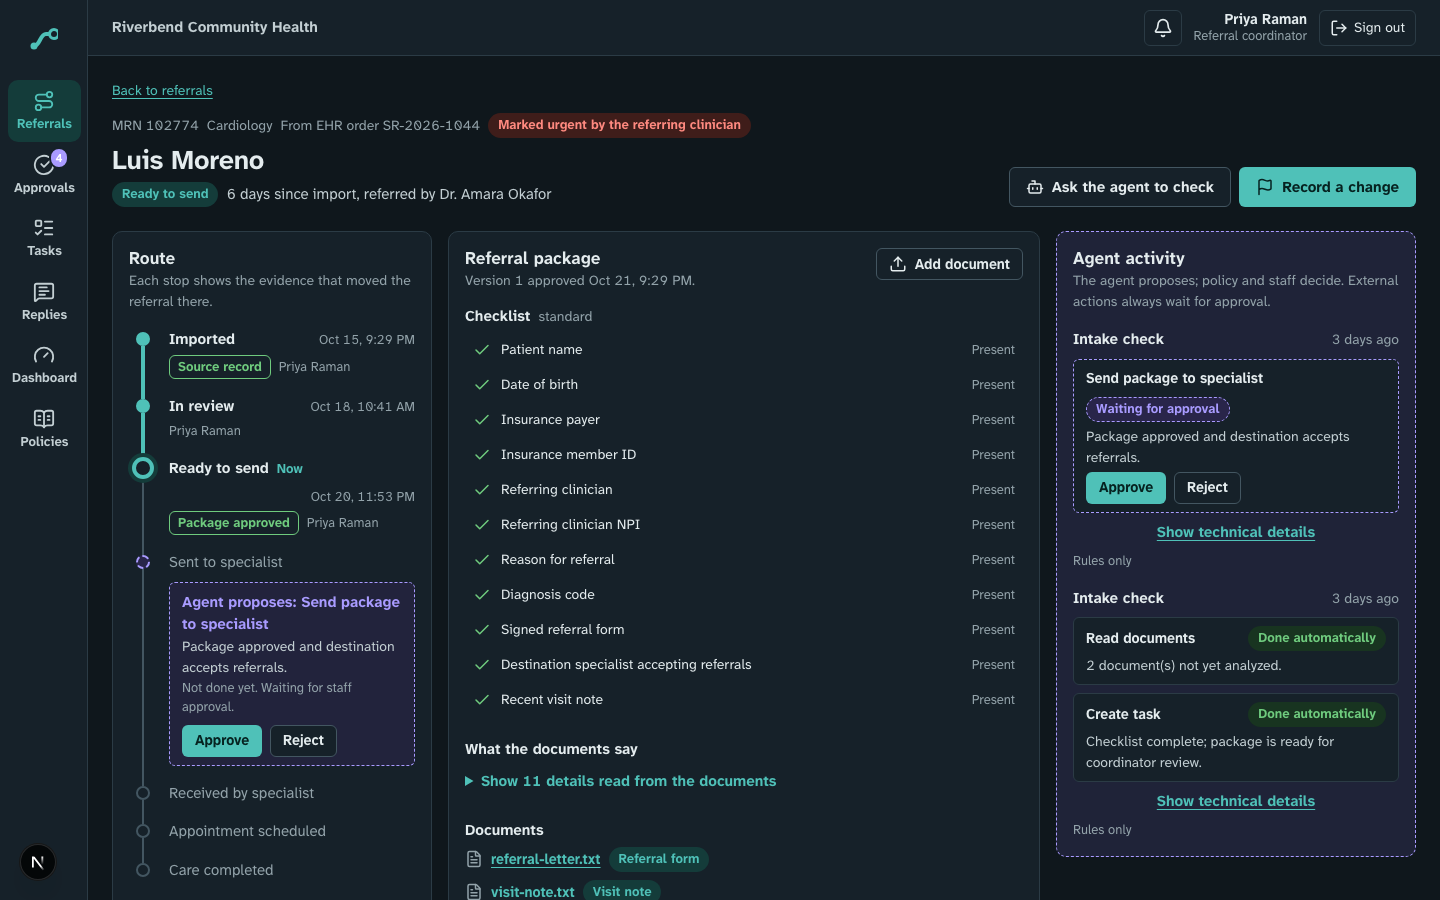 Riverbend Community Health
Priya Raman
Referral coordinator
Sign out
Referrals
4
Approvals
Tasks
Replies
Dashboard
Policies
N
Back to referrals
MRN 102774 Cardiology From EHR order SR-2026-1044 Marked urgent by the referring clinician
Luis Moreno
Ready to send 6 days since import, referred by Dr. Amara Okafor
Ask the agent to check
Record a change
Route
Each stop shows the evidence that moved the
referral there.
Imported Oct 15, 9:29 PM
Source record Priya Raman
In review Oct 18, 10:41 AM
Priya Raman
Ready to send Now
Oct 20, 11:53 PM
Package approved Priya Raman
Sent to specialist
Agent proposes: Send package
to specialist
Package approved and destination
accepts referrals.
Not done yet. Waiting for staff
approval.
Approve Reject
Received by specialist
Appointment scheduled
Care completed
Referral package
Version 1 approved Oct 21, 9:29 PM.
Add document
Checklist standard
Patient name Present
Date of birth Present
Insurance payer Present
Insurance member ID Present
Referring clinician Present
Referring clinician NPI Present
Reason for referral Present
Diagnosis code Present
Signed referral form Present
Destination specialist accepting referrals Present
Recent visit note Present
What the documents say
Show 11 details read from the documents
Documents
referral-letter.txt Referral form
visit-note.txt Visit note
Agent activity
The agent proposes; policy and staff decide. External
actions always wait for approval.
Intake check 3 days ago
Send package to specialist
Waiting for approval
Package approved and destination accepts
referrals.
Approve Reject
Show technical details
Rules only
Intake check 3 days ago
Read documents Done automatically
2 document(s) not yet analyzed.
Create task Done automatically
Checklist complete; package is ready for
coordinator review.
Show technical details
Rules only